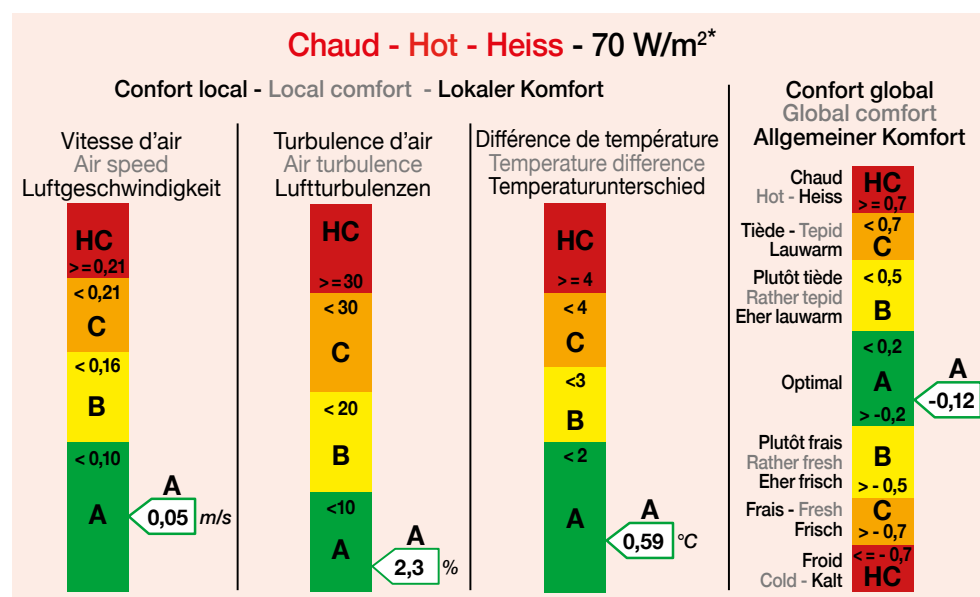 Chaud - Hot - Heiss - 70 W/m²*
Confort local - Local comfort - Lokaler Komfort
Vitesse d'air
Air speed
Luftgeschwindigkeit
HC
>=0,21
< 0,21
C
< 0,16
B
< 0,10
A
A
0,05 m/s
Turbulence d'air
Air turbulence
Luftturbulenzen
HC
>=30
< 30
C
< 20
B
<10
A
A
2,3 %
Différence de température
Temperature difference
Temperaturunterschied
HC
>= 4
< 4
C
<3
B
< 2
A
A
0,59 °C
Confort global
Global comfort
Allgemeiner Komfort
Chaud
Hot - Heiss
HC
>= 0,7
Tiède - Tepid
Lauwarm
< 0,7
C
Plutôt tiède
Rather tepid
Eher lauwarm
< 0,5
B
Optimal
< 0,2
A
> -0,2
A
-0,12
Plutôt frais
Rather fresh
Eher frisch
B
> - 0,5
Frais - Fresh
Frisch
C
> - 0,7
Froid
Cold - Kalt
<= - 0,7
HC